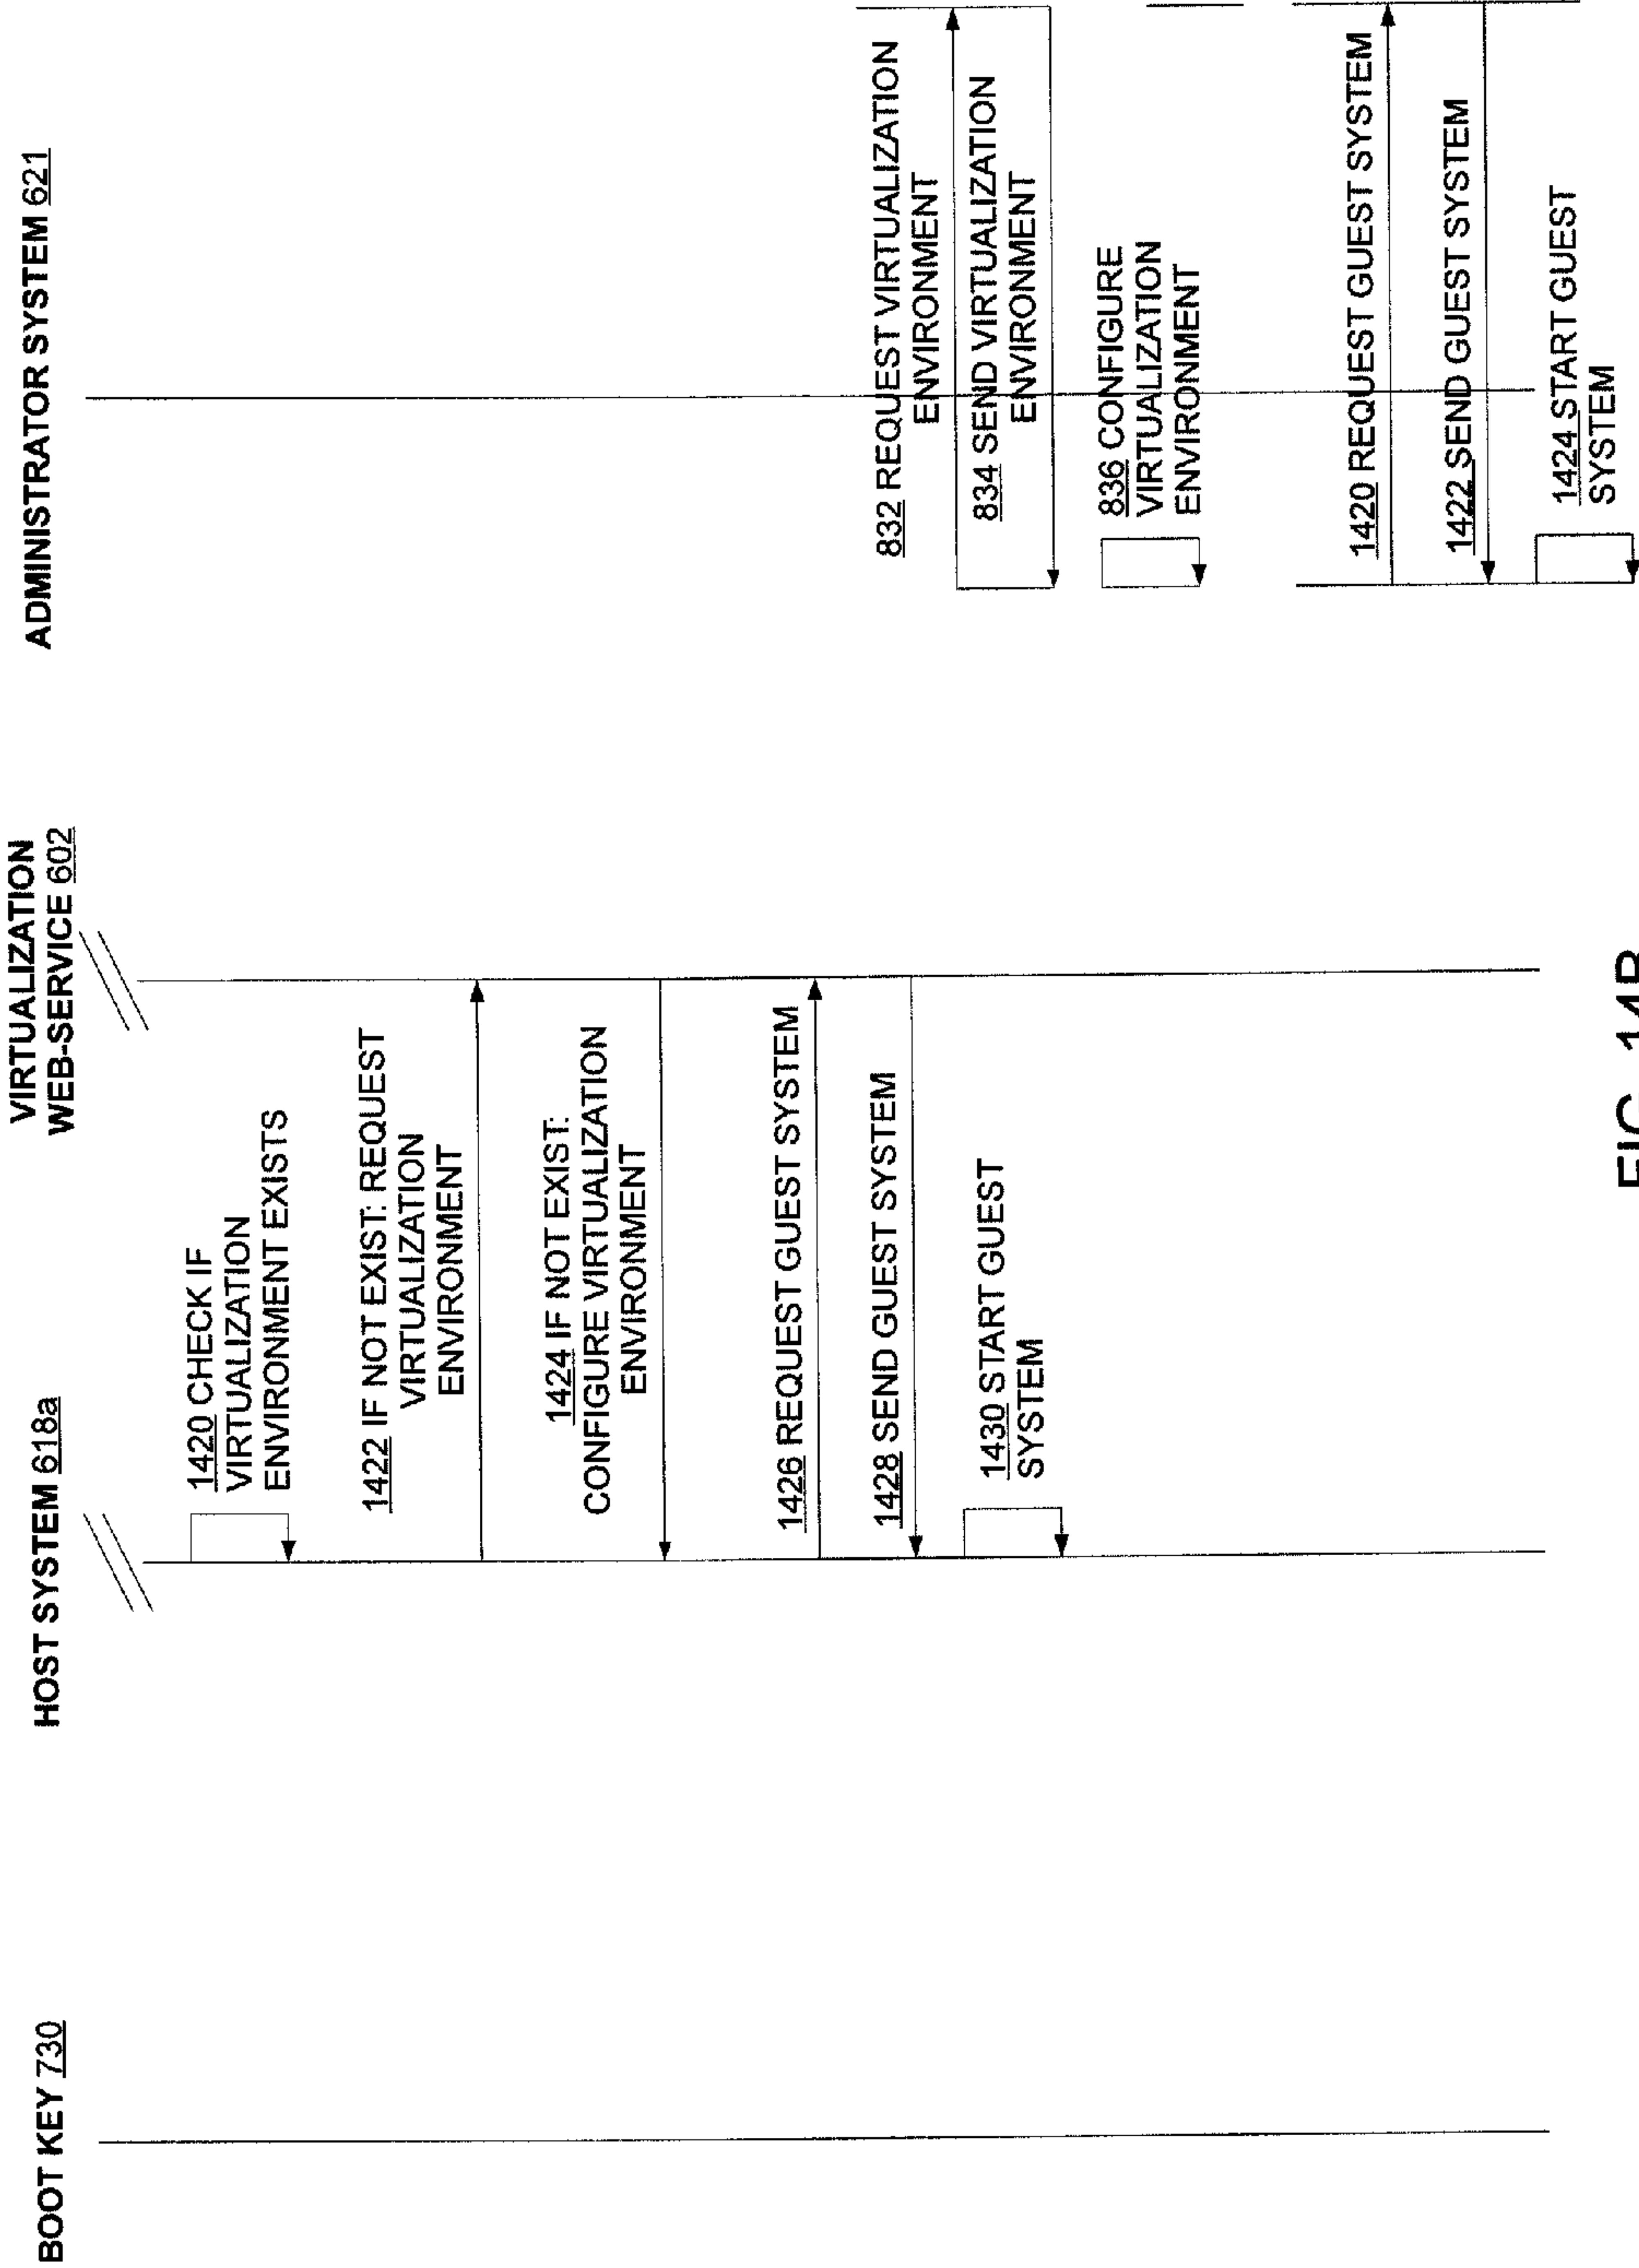 BOOT KEY 730
HOST SYSTEM 618a
VIRTUALIZATION
WEB-SERVICE 602
ADMINISTRATOR SYSTEM 621
1420 CHECK IF
VIRTUALIZATION
ENVIRONMENT EXISTS
1422 IF NOT EXIST: REQUEST
VIRTUALIZATION
ENVIRONMENT
1424 IF NOT EXIST:
CONFIGURE VIRTUALIZATION
ENVIRONMENT
1426 REQUEST GUEST SYSTEM
1428 SEND GUEST SYSTEM
1430 START GUEST
SYSTEM
832 REQUEST VIRTUALIZATION
ENVIRONMENT
834 SEND VIRTUALIZATION
ENVIRONMENT
836 CONFIGURE
VIRTUALIZATION
ENVIRONMENT
1420 REQUEST GUEST SYSTEM
1422 SEND GUEST SYSTEM
1424 START GUEST
SYSTEM
FIG. 14B